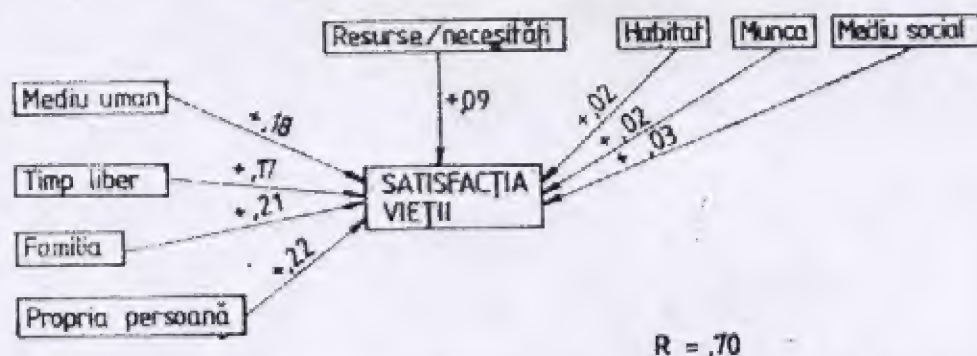 Resurse/necesități
Habitat
Munca
Mediu social
Mediu uman
+,18
+,09
+,02
+,02
+,03
Timp liber
+,17
SATISFACȚIA
VIEȚII
+,21
Familia
+,22
Propria persoană
R = ,70